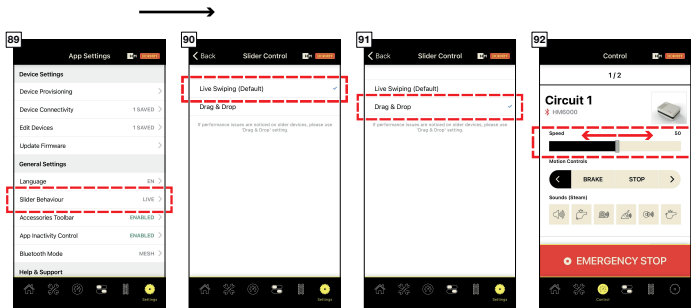 89
App Settings
Device Settings
Device Provisioning
Device Connectivity 1 SAVED
Edit Devices 1 SAVED
Update Firmware
General Settings
Language EN
Slider Behaviour LIVE
Accessories Toolbar ENABLED
App Inactivity Control ENABLED
Bluetooth Mode MESH
Help & Support
Settings
90
Back Slider Control
Live Swiping (Default)
Drag & Drop
If performance issues are noticed on older devices, please use
'Drag & Drop' setting.
Settings
91
Back Slider Control
Live Swiping (Default)
Drag & Drop
If performance issues are noticed on older devices, please use
'Drag & Drop' setting.
Settings
92
Control
1/2
Circuit 1
HM6000
Speed 50
Motion Controls
BRAKE STOP
Sounds (Steam)
EMERGENCY STOP
Control